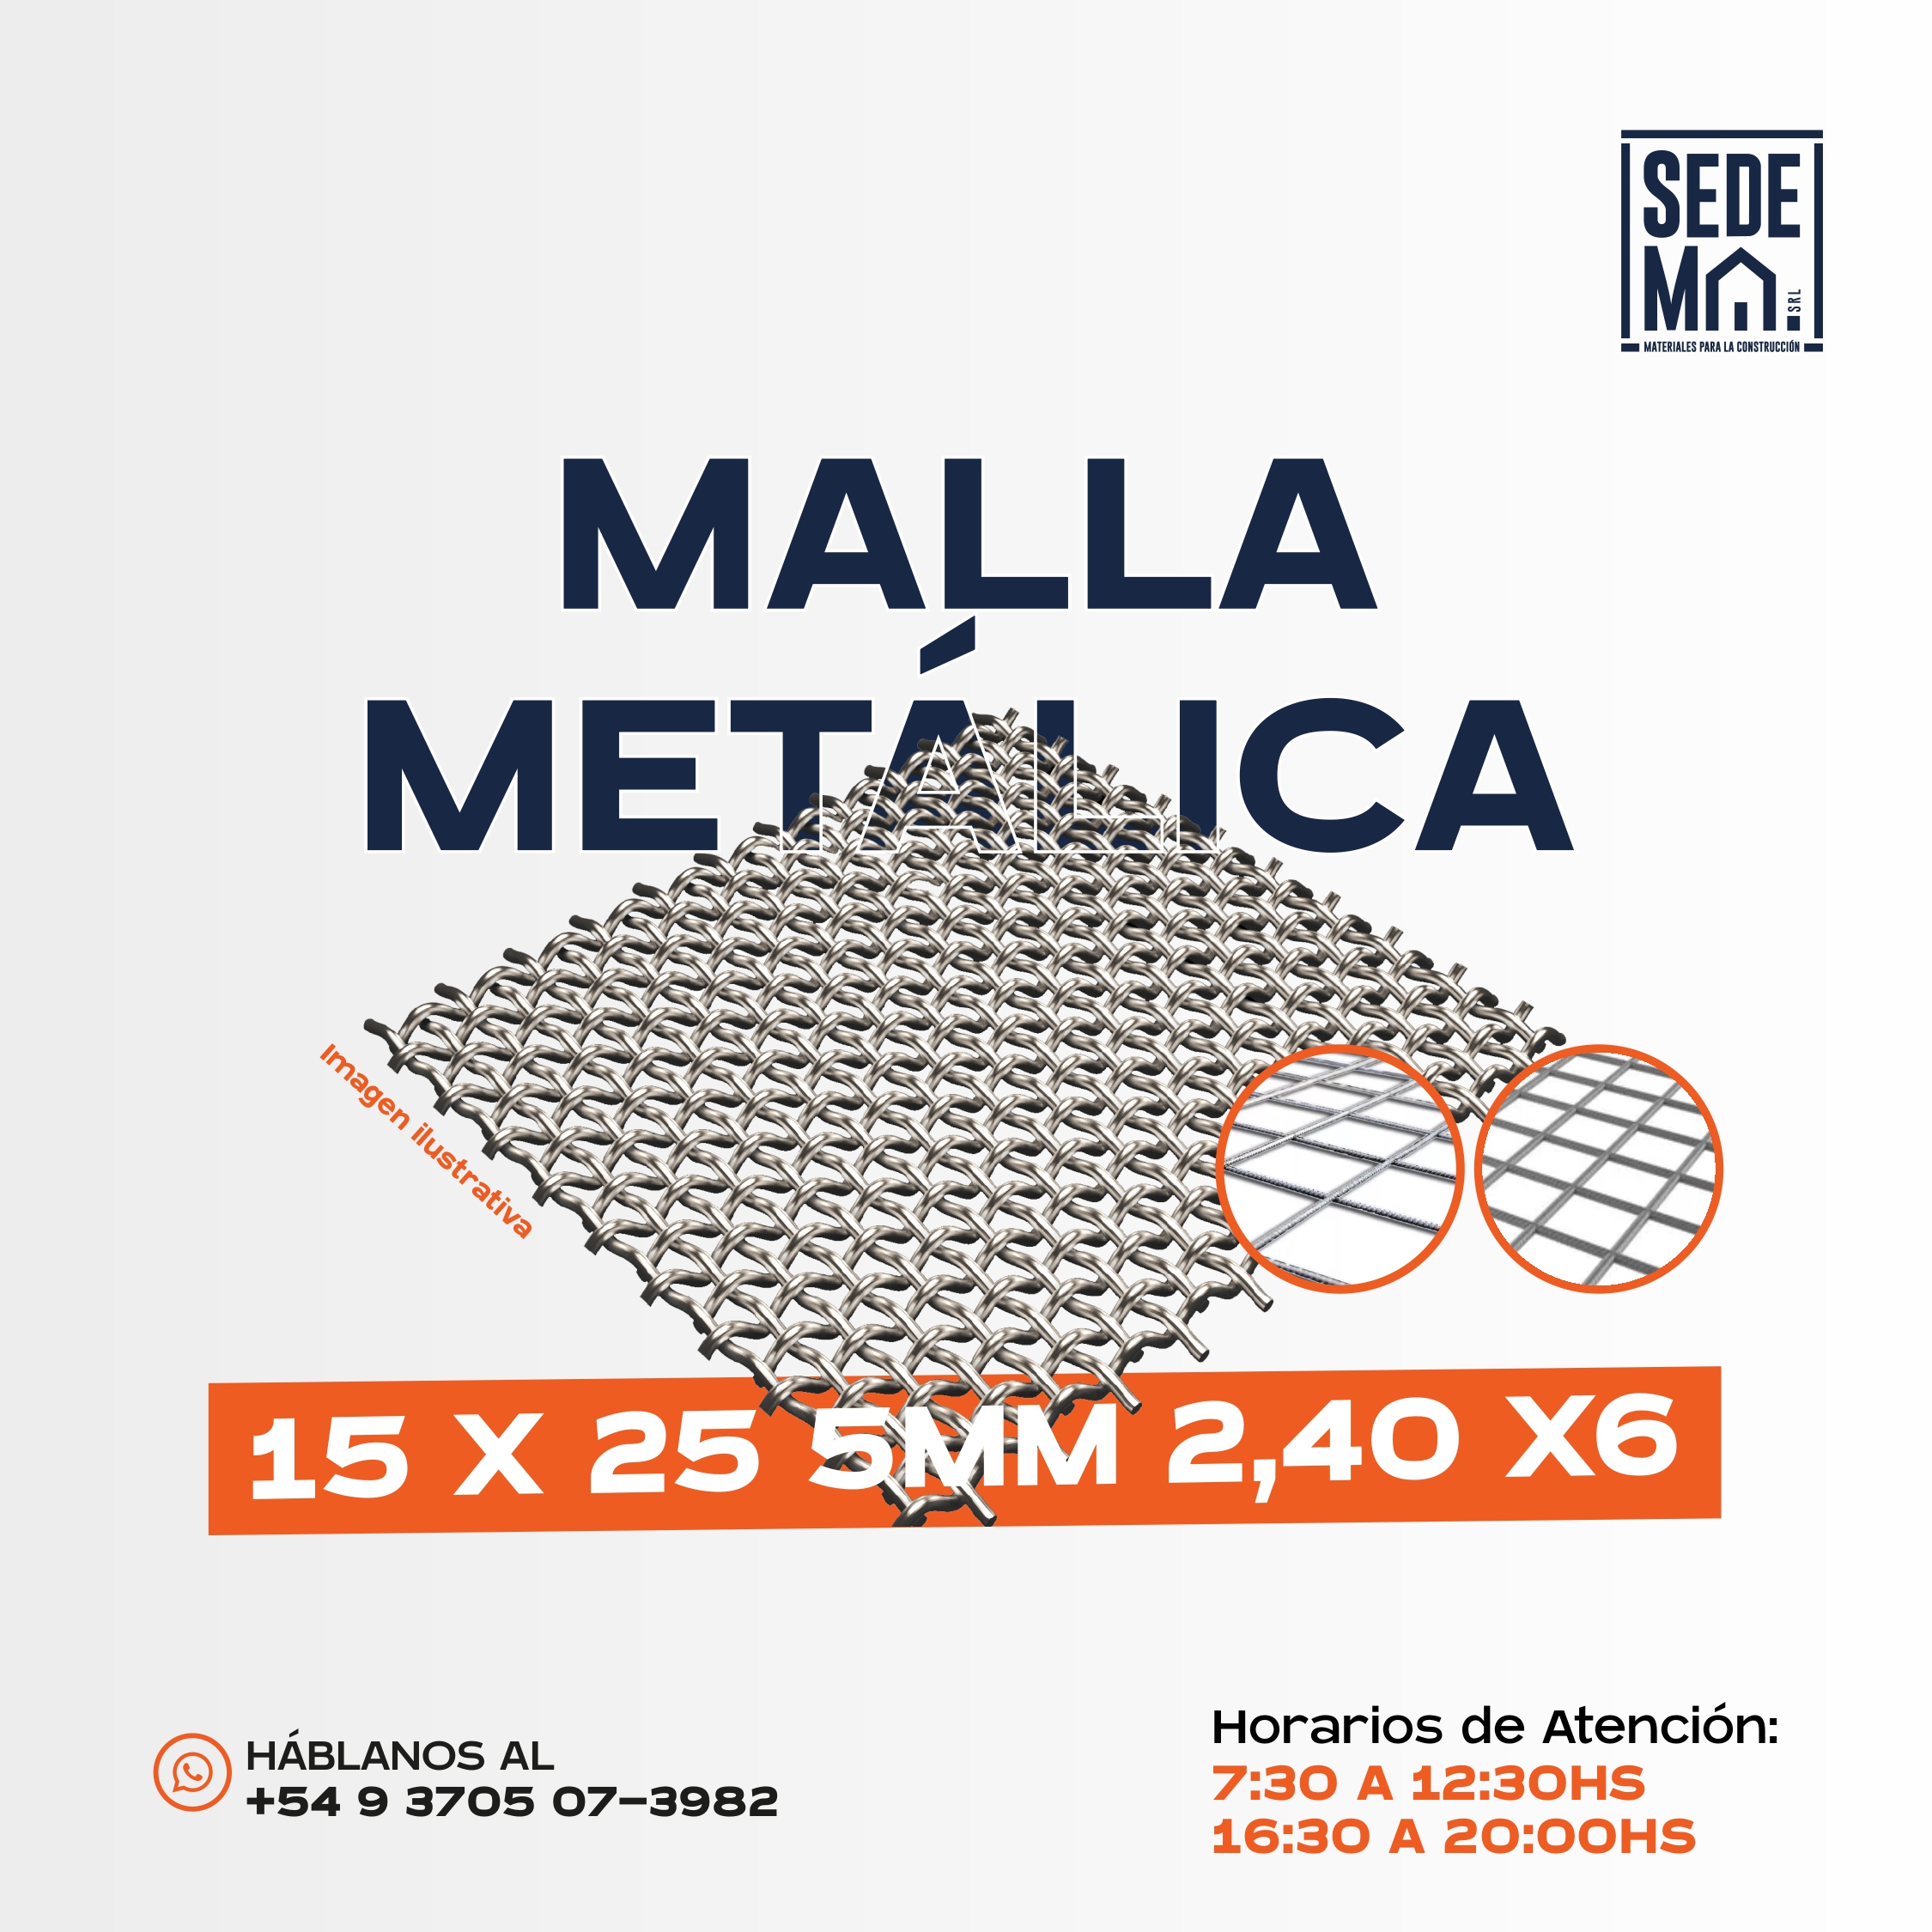 SEDE
MA.SRL
MATERIALES PARA LA CONSTRUCCIÓN
MALLA
METÁLICA
Imagen ilustrativa
15 X 25 5MM 2,40 X6
HÁBLANOS AL
+54 9 3705 07-3982
Horarios de Atención:
7:30 A 12:30HS
16:30 A 20:00HS